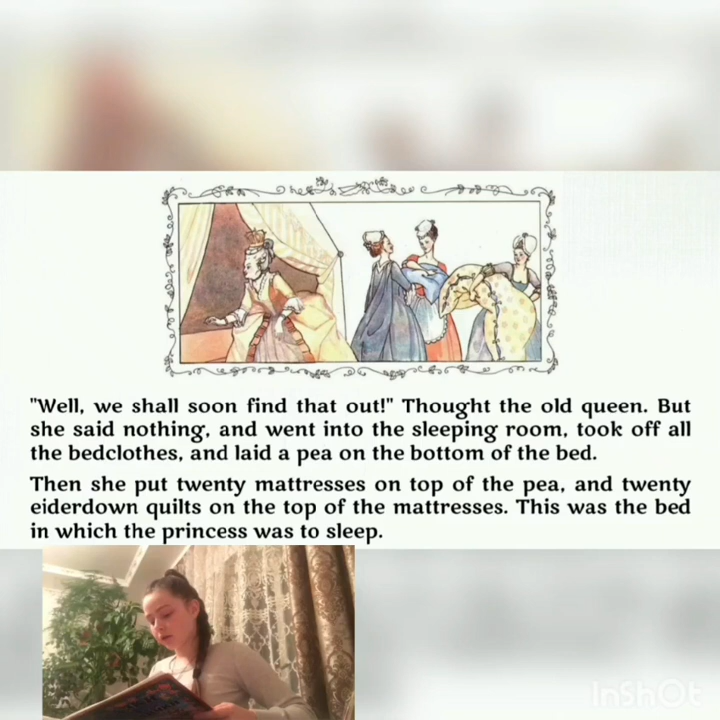 "Well, we shall soon find that out!" Thought the old queen. But
she said nothing, and went into the sleeping room, took off all
the bedclothes, and laid a pea on the bottom of the bed.
Then she put twenty mattresses on top of the pea, and twenty
eiderdown quilts on the top of the mattresses. This was the bed
in which the princess was to sleep.
InShOt